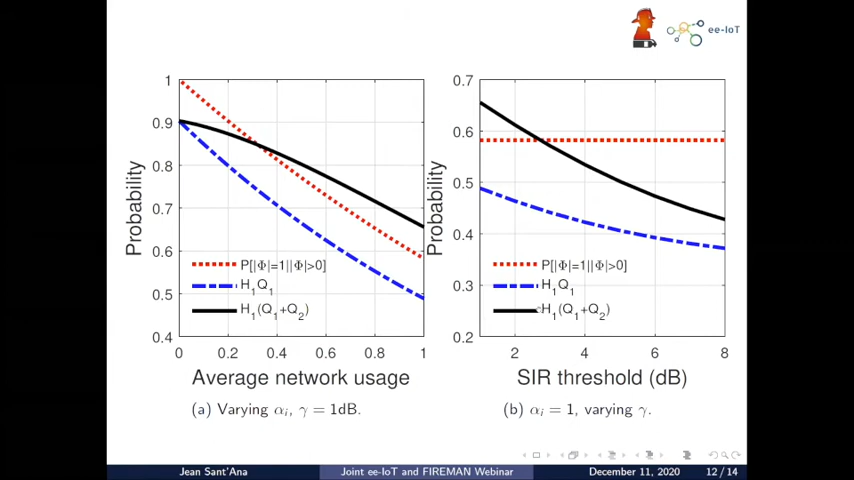 ee-IoT
1
0.9
0.8
0.7
0.6
0.5
0.4
0 0.2 0.4 0.6 0.8 1
Probability
Average network usage
P[|Φ|=1||Φ|>0]
H1Q1
H1(Q1+Q2)
(a) Varying αi, γ = 1dB.
0.7
0.6
0.5
0.4
0.3
0.2
2 4 6 8
Probability
SIR threshold (dB)
P[|Φ|=1||Φ|>0]
H1Q1
H1(Q1+Q2)
(b) αi = 1, varying γ.
Jean Sant'Ana Joint ee-IoT and FIREMAN Webinar December 11, 2020 12 / 14